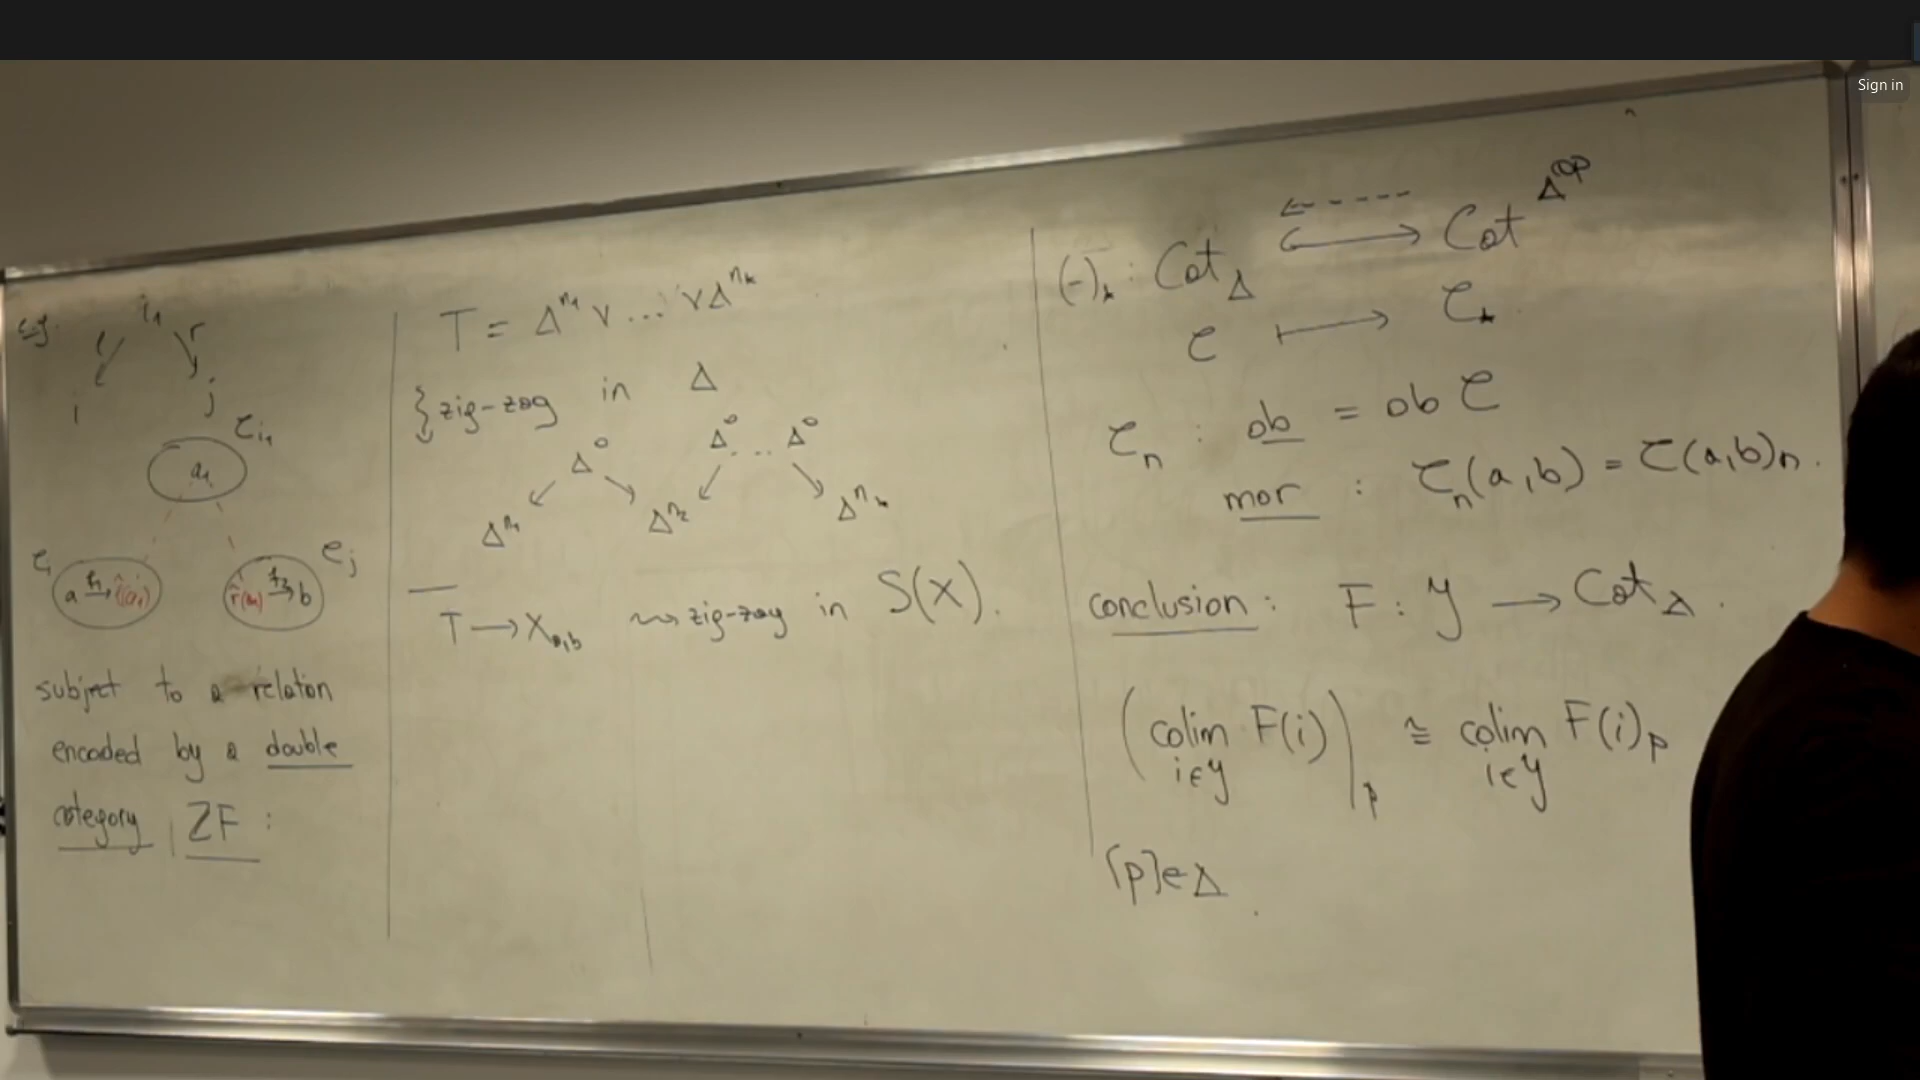 Sign in
e.g.
i₁
l r
i j
𝒞_{i₁}
a₁
𝒞_i 𝒞_j
a →^{f₁} l̂(a₁) r̂(a₁) →^{f₂} b
subject to a relation
encoded by a double
category ZF :
T = Δ^{n₁} ∨ ... ∨ Δ^{n_k}
zig-zag in Δ
Δ⁰ Δ⁰ ... Δ⁰
Δ^{n₁} Δ^{n₂} Δ^{n_k}
T → X_{a,b} ⇝ zig-zag in S(X).
(-)_* : Cat_Δ ↪ Cat^{Δ^{op}}
𝒞 ↦ 𝒞_*
𝒞_n : ob = ob 𝒞
mor : 𝒞_n(a,b) = 𝒞(a,b)_n.
conclusion : F : 𝒴 → Cat_Δ.
(colim_{i∈𝒴} F(i))_p ≅ colim_{i∈𝒴} F(i)_p
[p]∈Δ.